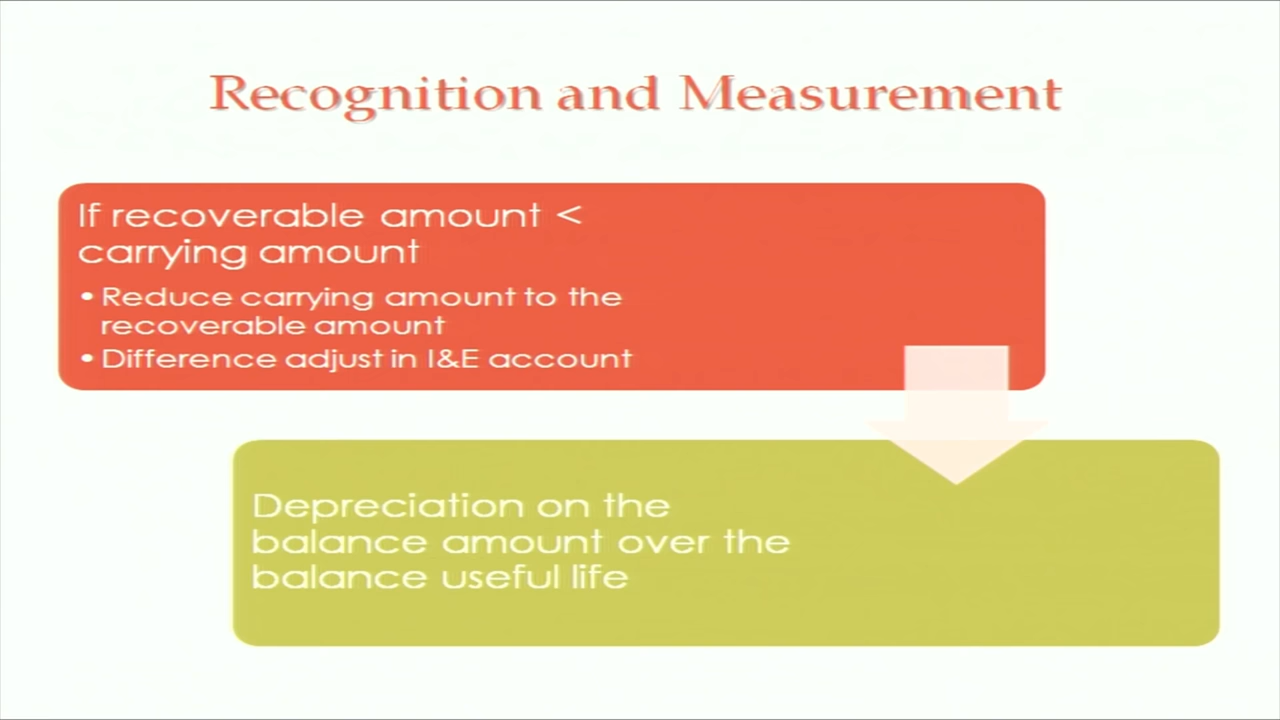 Recognition and Measurement
If recoverable amount <
carrying amount
• Reduce carrying amount to the
recoverable amount
• Difference adjust in I&E account
Depreciation on the
balance amount over the
balance useful life